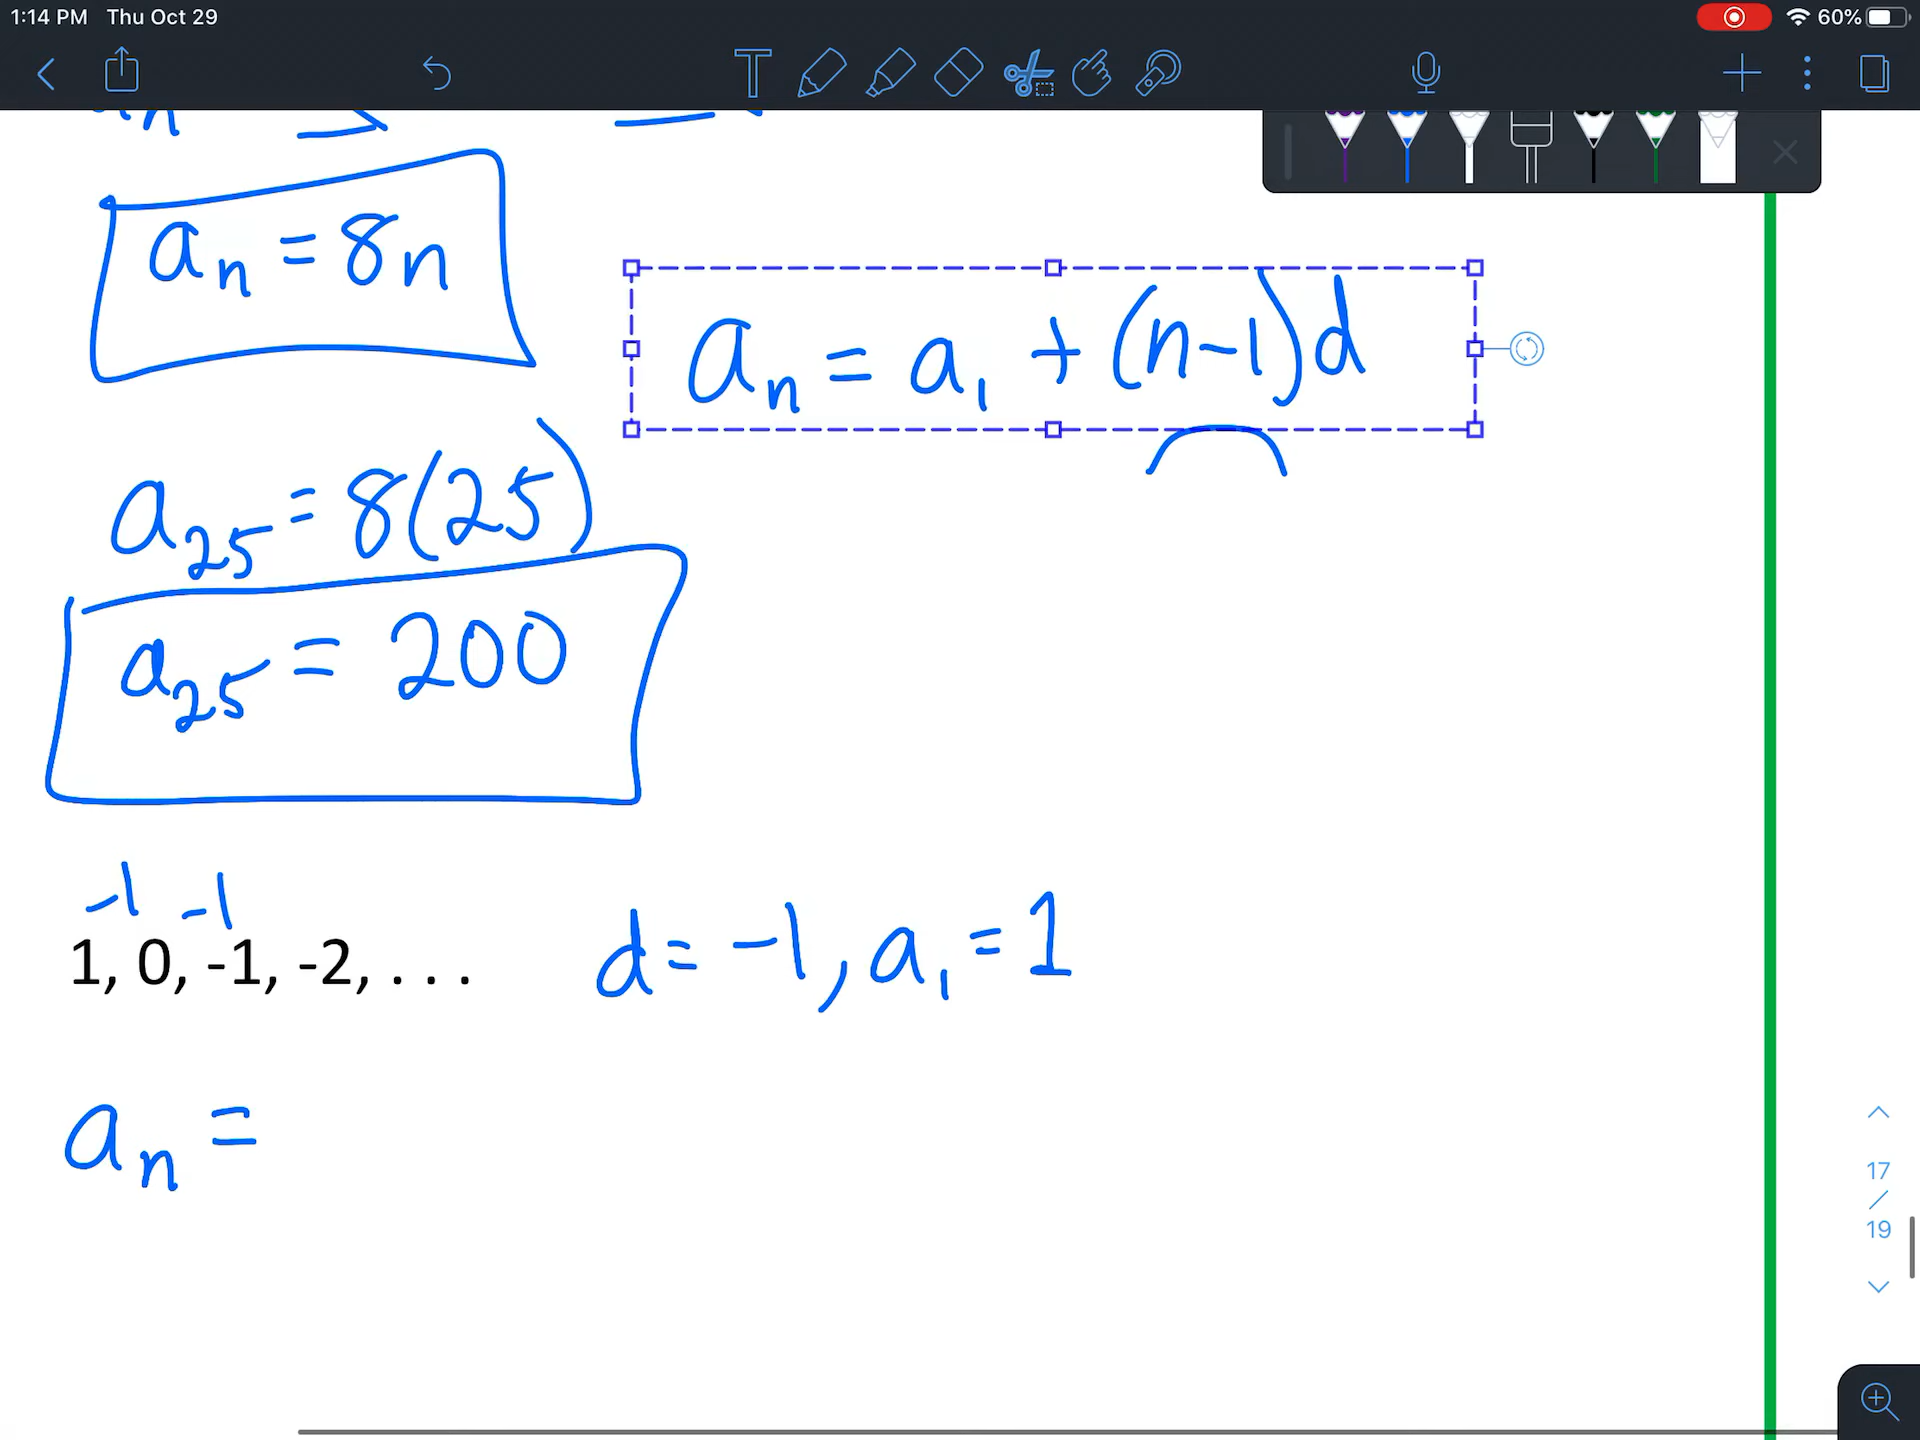 1:14 PM Thu Oct 29
60%
aₙ = 8n
aₙ = a₁ + (n-1)d
a₂₅ = 8(25)
a₂₅ = 200
-1 -1
1, 0, -1, -2, . . .
d = -1, a₁ = 1
aₙ =
17
/
19